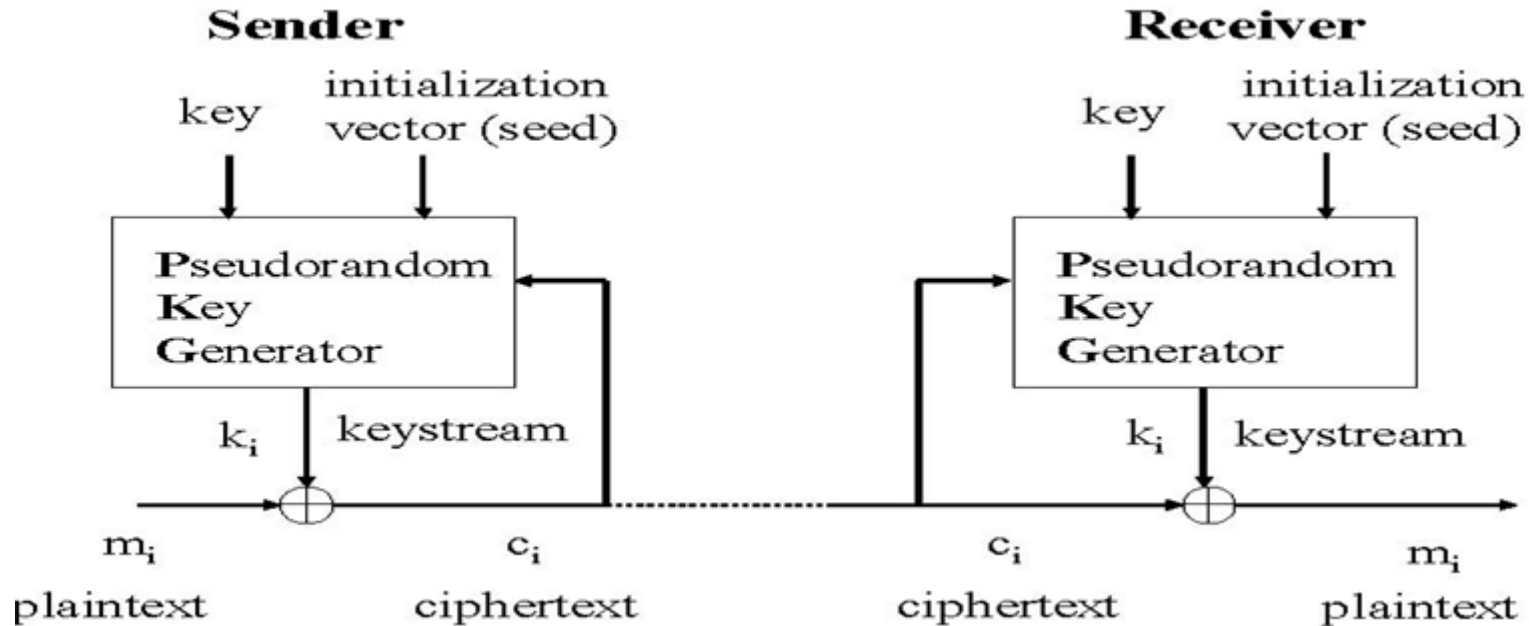 Sender
key
initialization
vector (seed)
Pseudorandom
Key
Generator
kᵢ
keystream
mᵢ
plaintext
cᵢ
ciphertext
Receiver
key
initialization
vector (seed)
Pseudorandom
Key
Generator
kᵢ
keystream
cᵢ
ciphertext
mᵢ
plaintext